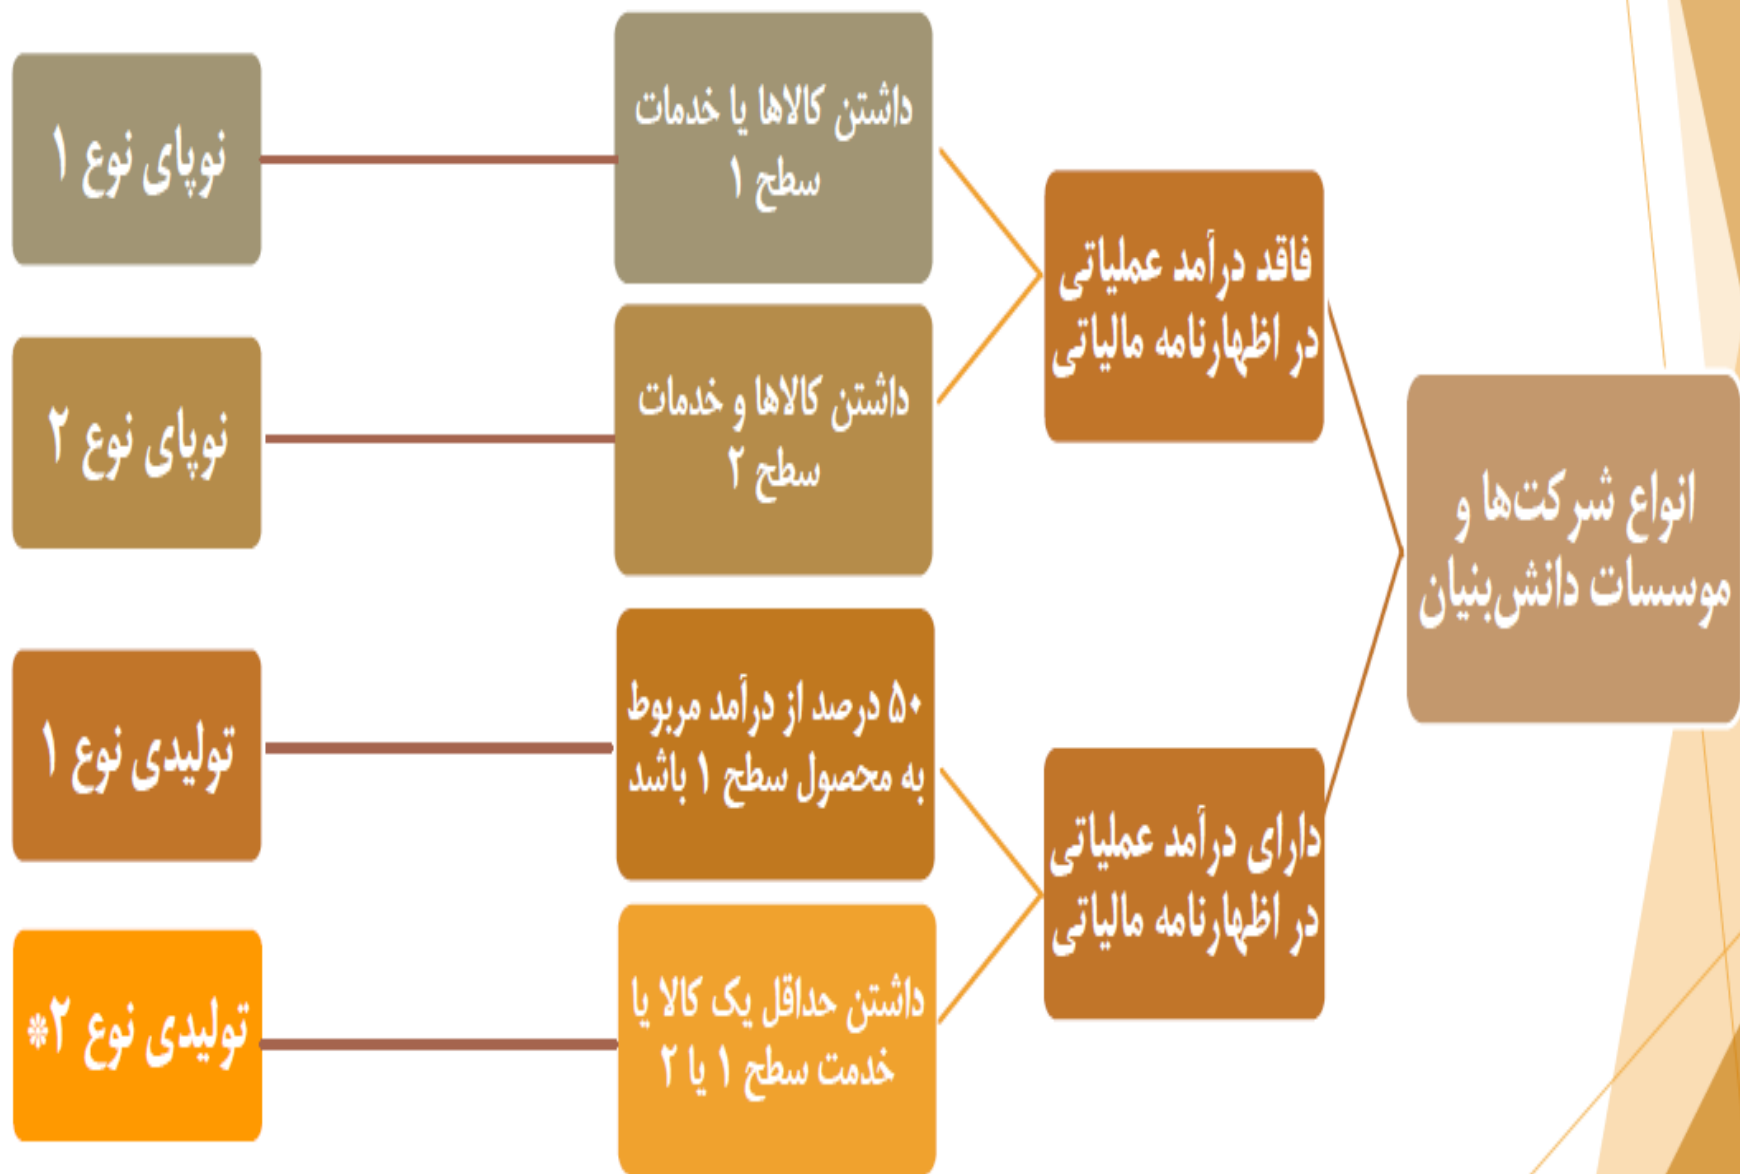 انواع شرکت‌ها و
موسسات دانش‌بنیان
فاقد درآمد عملیاتی
در اظهارنامه مالیاتی
داشتن کالاها یا خدمات
سطح ۱
نوپای نوع ۱
داشتن کالاها و خدمات
سطح ۲
نوپای نوع ۲
دارای درآمد عملیاتی
در اظهارنامه مالیاتی
۵۰ درصد از درآمد مربوط
به محصول سطح ۱ باشد
تولیدی نوع ۱
داشتن حداقل یک کالا یا
خدمت سطح ۱ یا ۲
تولیدی نوع ۲*